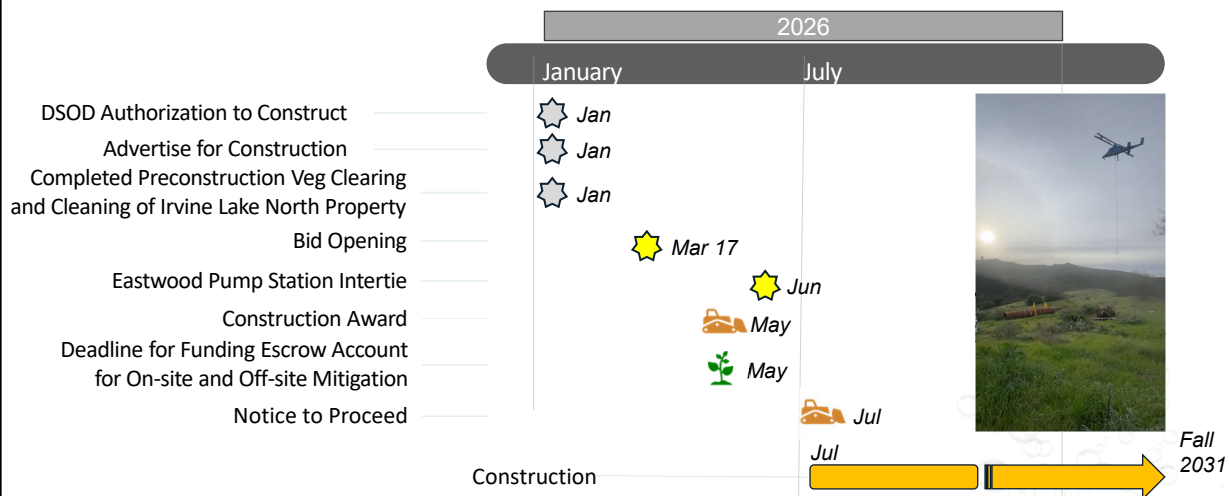 2026
January
July
DSOD Authorization to Construct
Jan
Advertise for Construction
Jan
Completed Preconstruction Veg Clearing
and Cleaning of Irvine Lake North Property
Jan
Bid Opening
Mar 17
Eastwood Pump Station Intertie
Jun
Construction Award
May
Deadline for Funding Escrow Account
for On-site and Off-site Mitigation
May
Notice to Proceed
Jul
Construction
Jul
Fall
2031